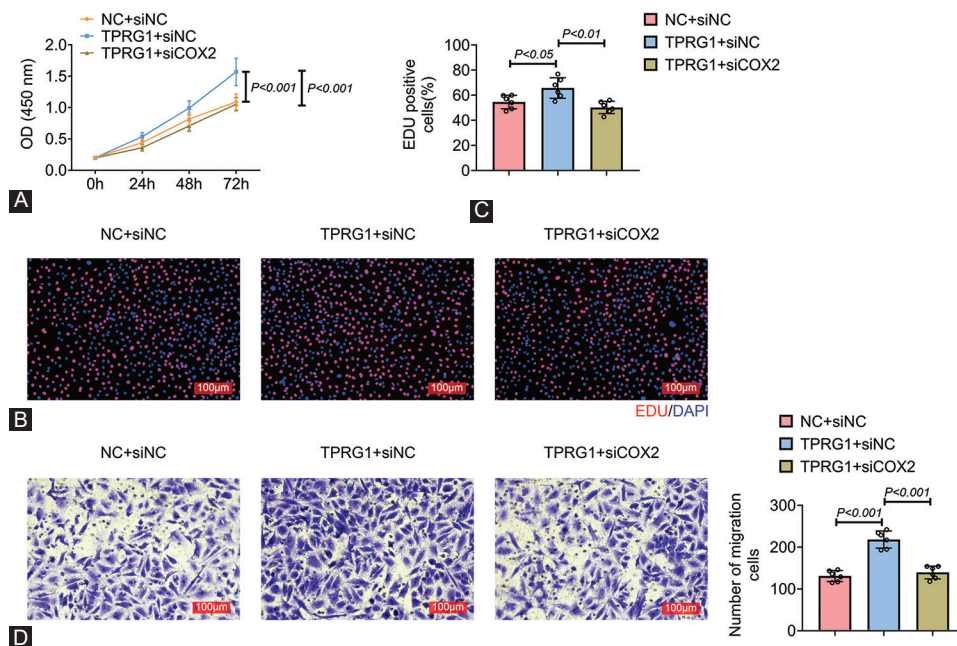 NC+siNC
TPRG1+siNC
TPRG1+siCOX2
OD (450 nm)
2.0
1.5
1.0
0.5
0.0
0h 24h 48h 72h
P<0.001 P<0.001
A
NC+siNC
TPRG1+siNC
TPRG1+siCOX2
EDU positive
cells(%)
100
80
60
40
20
0
P<0.05
P<0.01
C
NC+siNC TPRG1+siNC TPRG1+siCOX2
100μm 100μm 100μm
EDU/DAPI
B
NC+siNC TPRG1+siNC TPRG1+siCOX2
100μm 100μm 100μm
D
NC+siNC
TPRG1+siNC
TPRG1+siCOX2
Number of migration
cells
300
200
100
0
P<0.001
P<0.001